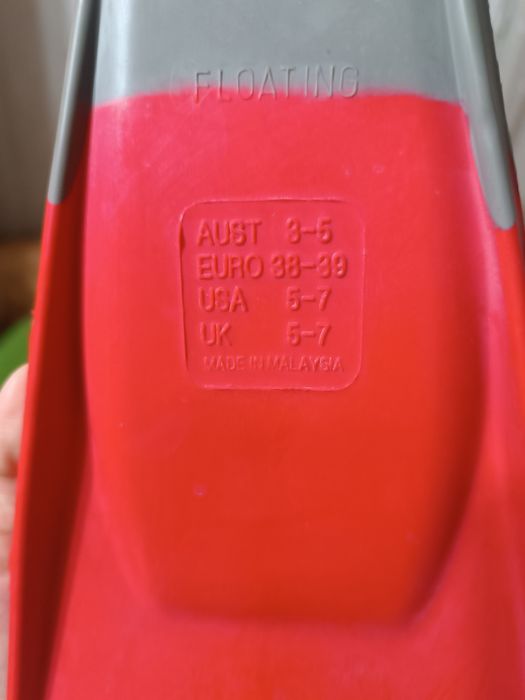 FLOATING
AUST 3-5
EURO 38-39
USA 5-7
UK 5-7
MADE IN MALAYSIA